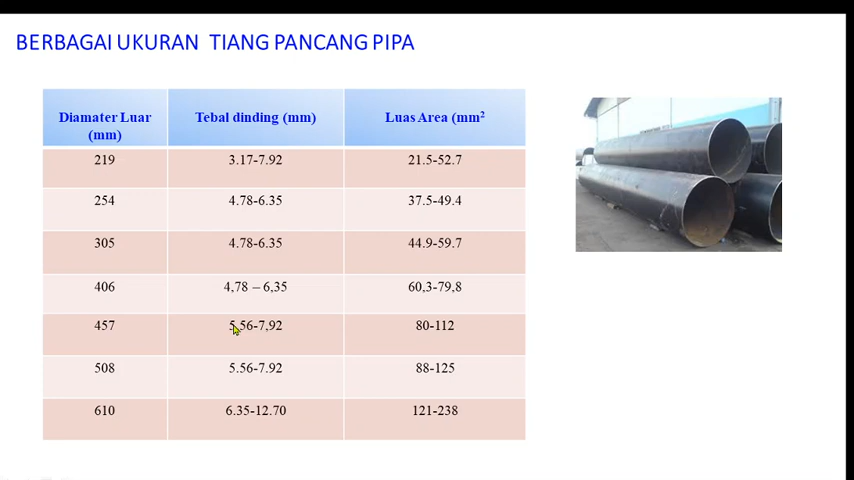 BERBAGAI UKURAN TIANG PANCANG PIPA
Diamater Luar (mm) Tebal dinding (mm) Luas Area (mm²
219 3.17-7.92 21.5-52.7
254 4.78-6.35 37.5-49.4
305 4.78-6.35 44.9-59.7
406 4,78 – 6,35 60,3-79,8
457 5.56-7,92 80-112
508 5.56-7.92 88-125
610 6.35-12.70 121-238